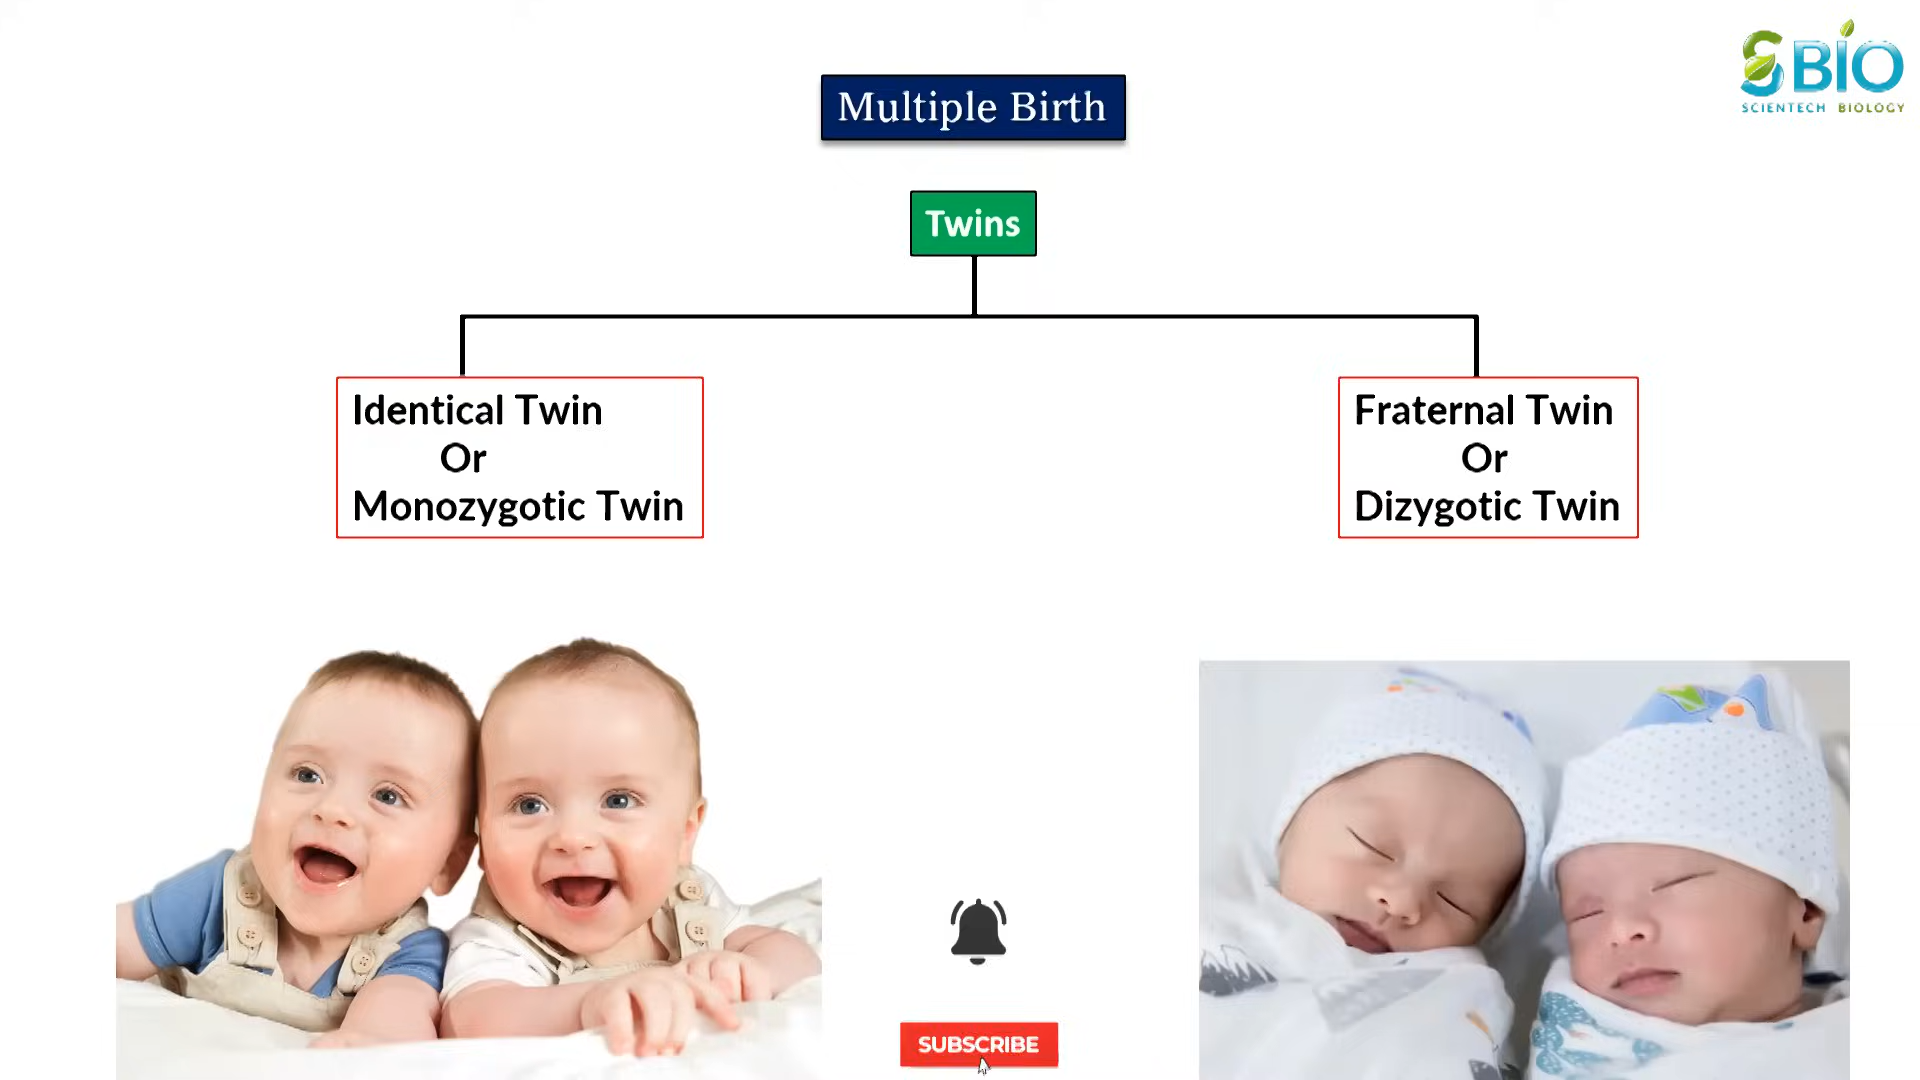 BIO
SCIENTECH BIOLOGY
Multiple Birth
Twins
Identical Twin
Or
Monozygotic Twin
Fraternal Twin
Or
Dizygotic Twin
SUBSCRIBE